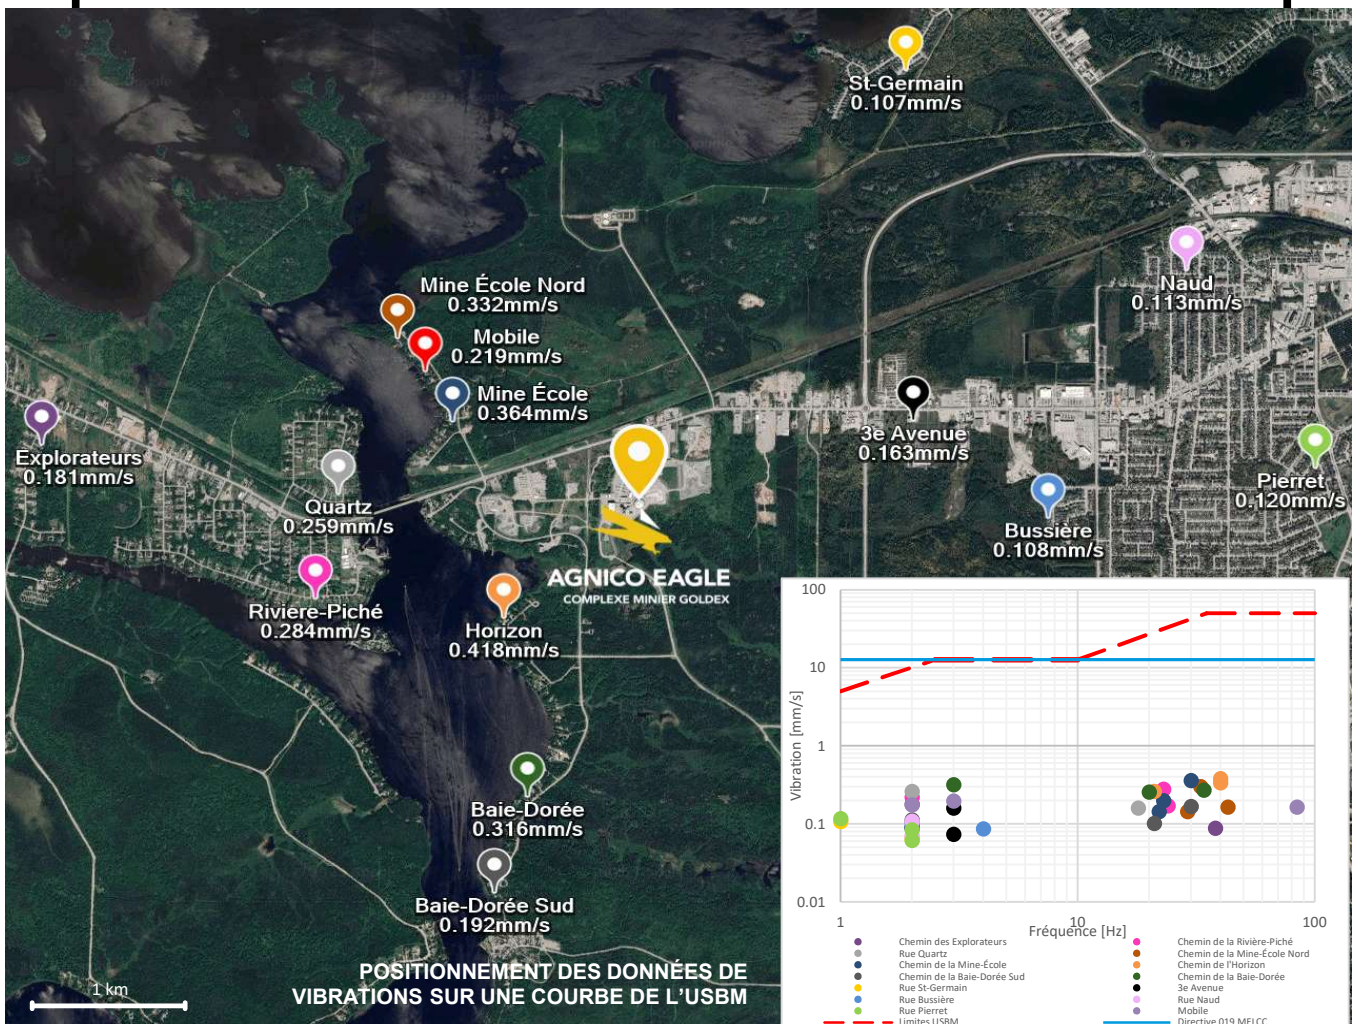 St-Germain
0.107mm/s
Naud
0.113mm/s
Mine École Nord
0.332mm/s
Mobile
0.219mm/s
Mine École
0.364mm/s
Explorateurs
0.181mm/s
3e Avenue
0.163mm/s
Pierret
0.120mm/s
Quartz
0.259mm/s
Bussière
0.108mm/s
AGNICO EAGLE
COMPLEXE MINIER GOLDEX
Riviere-Piché
0.284mm/s
Horizon
0.418mm/s
Baie-Dorée
0.316mm/s
Baie-Dorée Sud
0.192mm/s
POSITIONNEMENT DES DONNÉES DE
VIBRATIONS SUR UNE COURBE DE L'USBM
1 km
100
10
1
0.1
0.01
Vibration [mm/s]
1
10
100
Fréquence [Hz]
Chemin des Explorateurs
Chemin de la Rivière-Piché
Rue Quartz
Chemin de la Mine-École Nord
Chemin de la Mine-École
Chemin de l'Horizon
Chemin de la Baie-Dorée Sud
Chemin de la Baie-Dorée
Rue St-Germain
3e Avenue
Rue Bussière
Rue Naud
Rue Pierret
Mobile
Limites USBM
Directive 019 MELCC